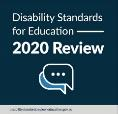 Disability Standards
for Education
2020 Review